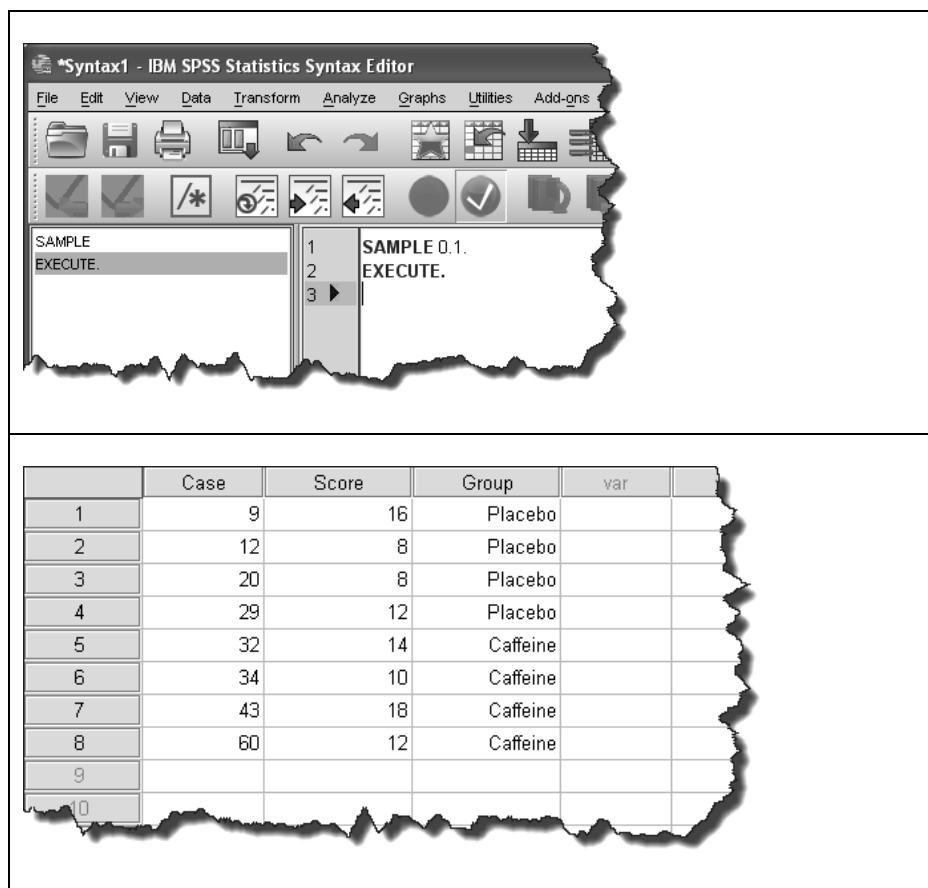 *Syntax1 - IBM SPSS Statistics Syntax Editor
File Edit View Data Transform Analyze Graphs Utilities Add-ons
/*
SAMPLE
EXECUTE.
1 SAMPLE 0.1.
2 EXECUTE.
3
Case Score Group var
1 9 16 Placebo
2 12 8 Placebo
3 20 8 Placebo
4 29 12 Placebo
5 32 14 Caffeine
6 34 10 Caffeine
7 43 18 Caffeine
8 60 12 Caffeine
9
10